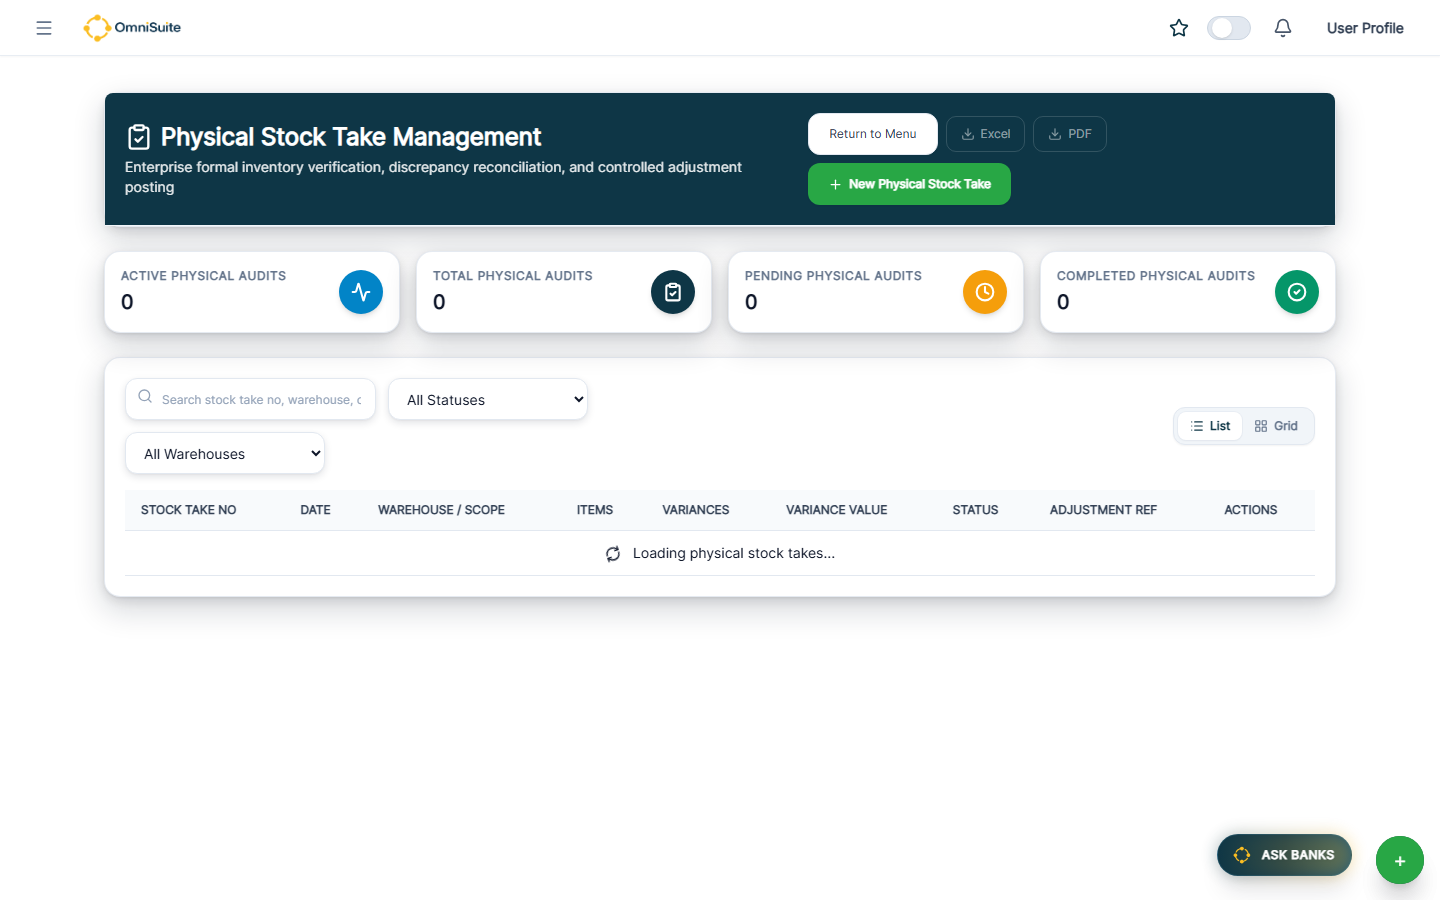 OmniSuite
User Profile
Physical Stock Take Management
Enterprise formal inventory verification, discrepancy reconciliation, and controlled adjustment
posting
Return to Menu
Excel
PDF
+ New Physical Stock Take
ACTIVE PHYSICAL AUDITS
0
TOTAL PHYSICAL AUDITS
0
PENDING PHYSICAL AUDITS
0
COMPLETED PHYSICAL AUDITS
0
Search stock take no, warehouse,
All Statuses
All Warehouses
List
Grid
STOCK TAKE NO DATE WAREHOUSE / SCOPE ITEMS VARIANCES VARIANCE VALUE STATUS ADJUSTMENT REF ACTIONS
Loading physical stock takes...
ASK BANKS
+